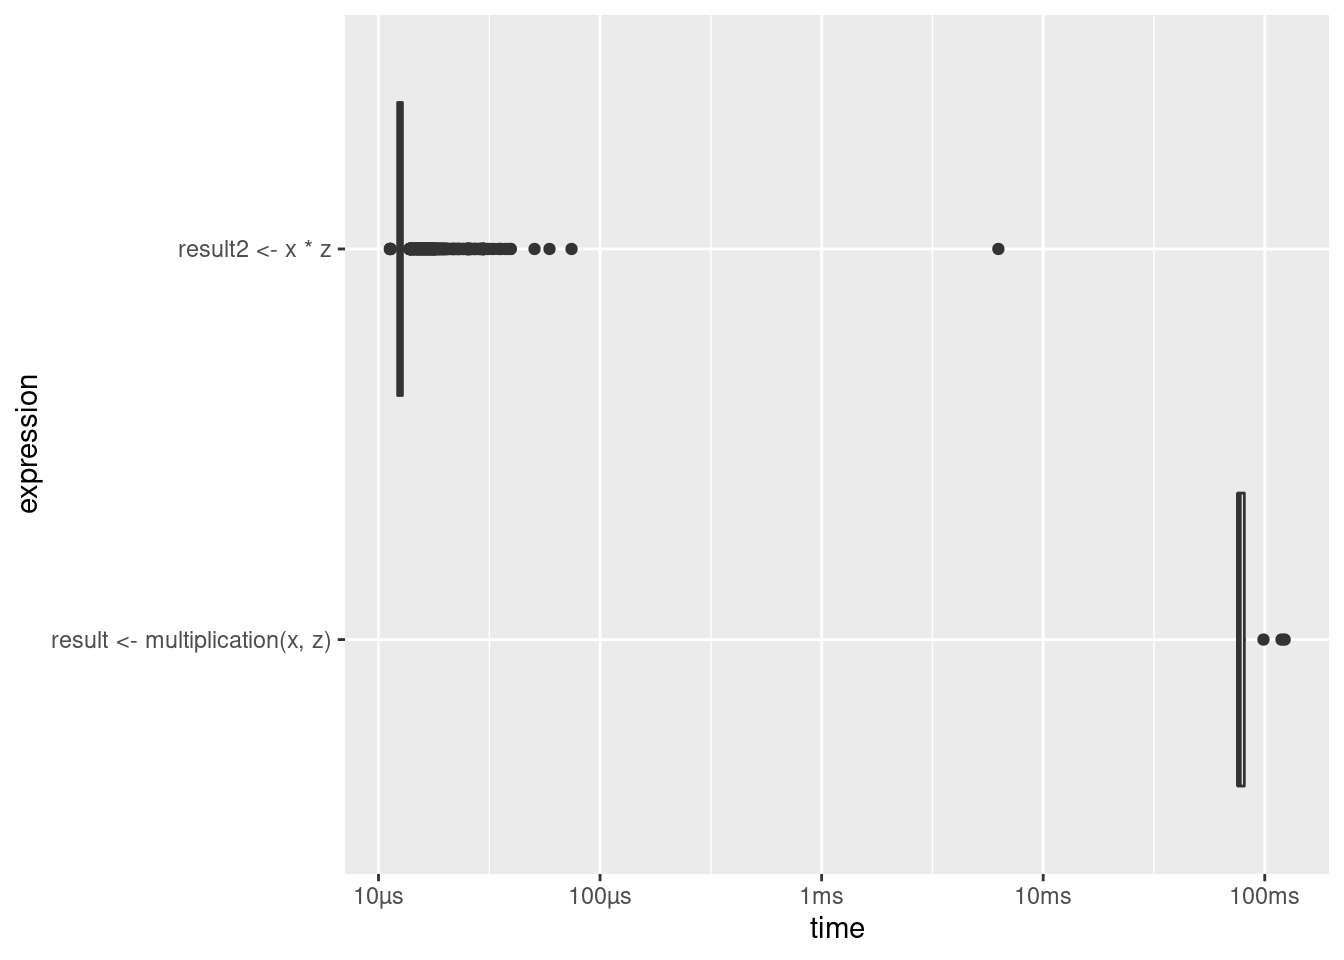 result2 <- x * z
expression
result <- multiplication(x, z)
10µs 100µs 1ms 10ms 100ms
time